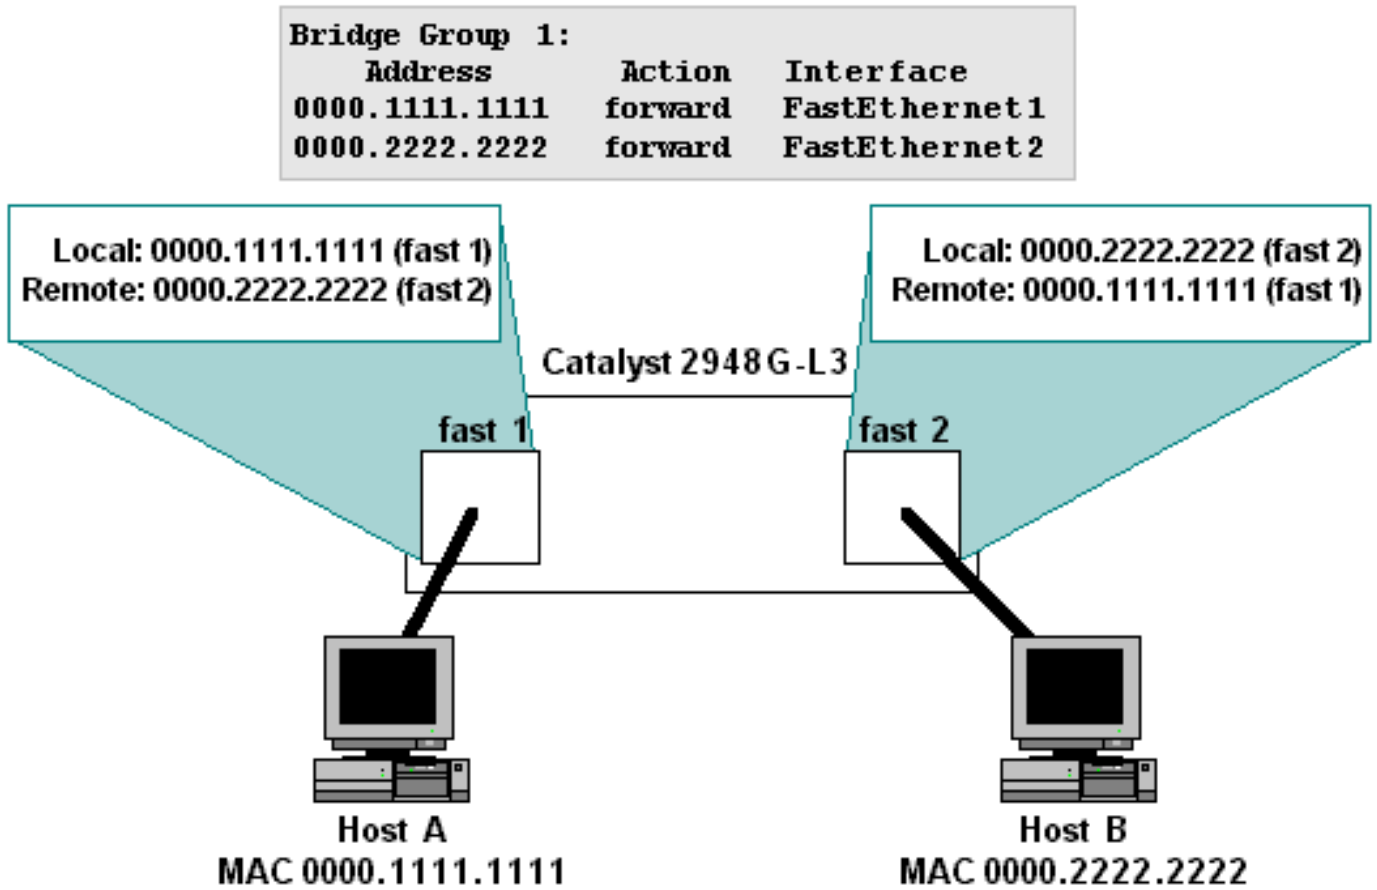 Bridge Group 1:
Address Action Interface
0000.1111.1111 forward FastEthernet1
0000.2222.2222 forward FastEthernet2
Local: 0000.1111.1111 (fast 1)
Remote: 0000.2222.2222 (fast 2)
Local: 0000.2222.2222 (fast 2)
Remote: 0000.1111.1111 (fast 1)
Catalyst 2948G-L3
fast 1
fast 2
Host A
MAC 0000.1111.1111
Host B
MAC 0000.2222.2222